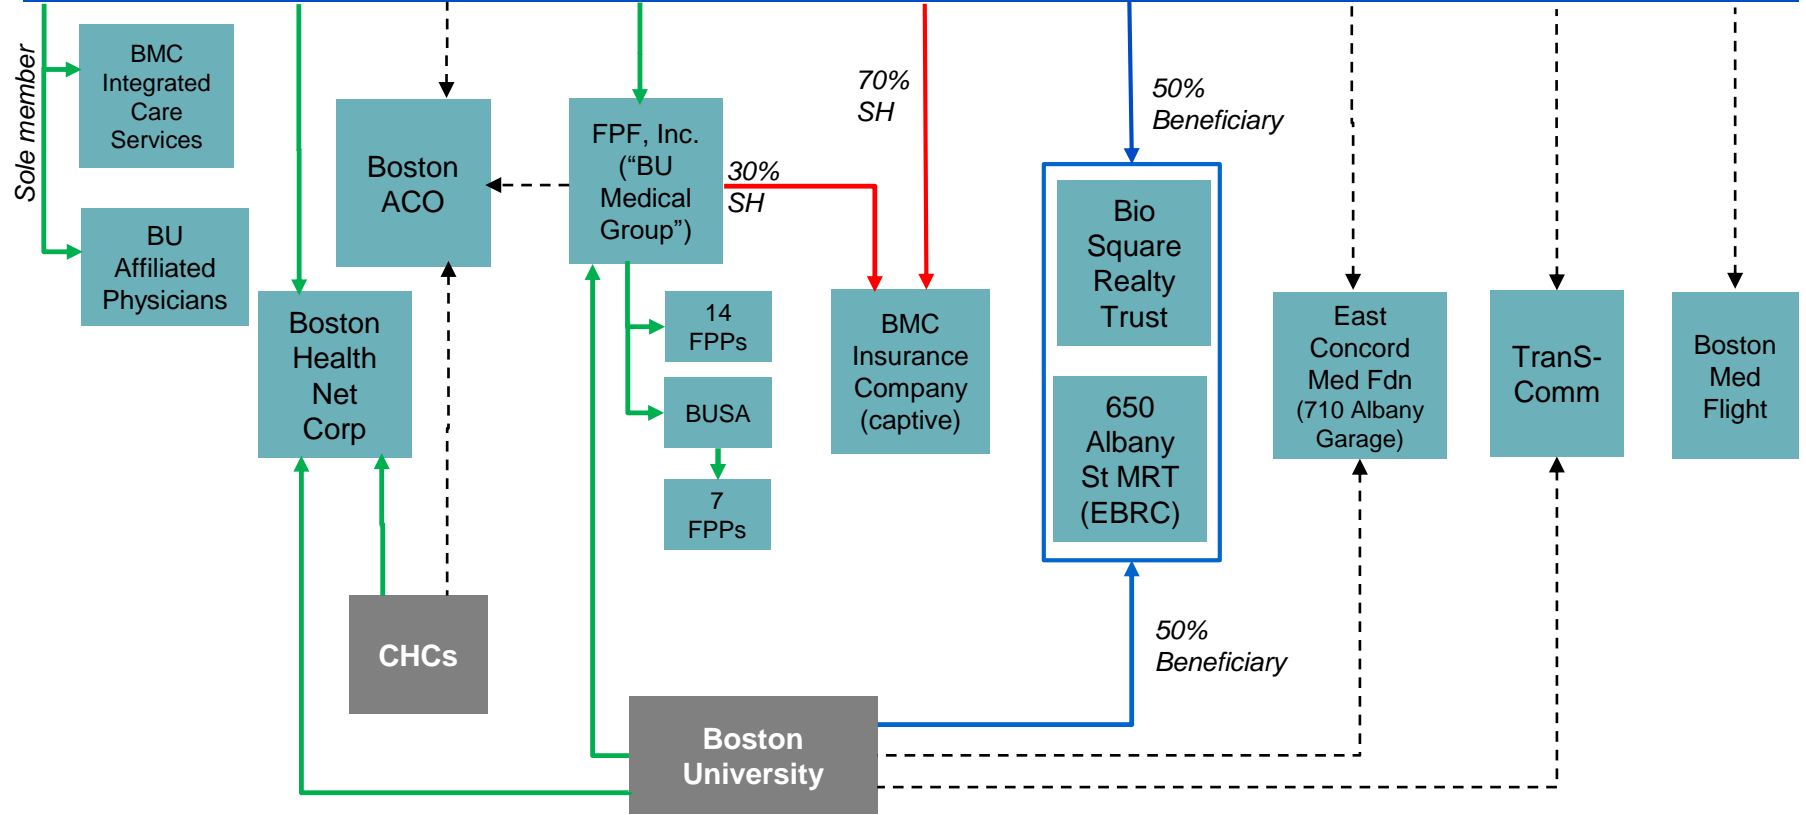 Sole member
BMC
Integrated
Care
Services
BU
Affiliated
Physicians
Boston
Health
Net
Corp
Boston
ACO
FPF, Inc.
(“BU
Medical
Group”)
30%
SH
14
FPPs
BUSA
7
FPPs
70%
SH
BMC
Insurance
Company
(captive)
50%
Beneficiary
Bio
Square
Realty
Trust
650
Albany
St MRT
(EBRC)
50%
Beneficiary
East
Concord
Med Fdn
(710 Albany
Garage)
TranS-
Comm
Boston
Med
Flight
CHCs
Boston
University